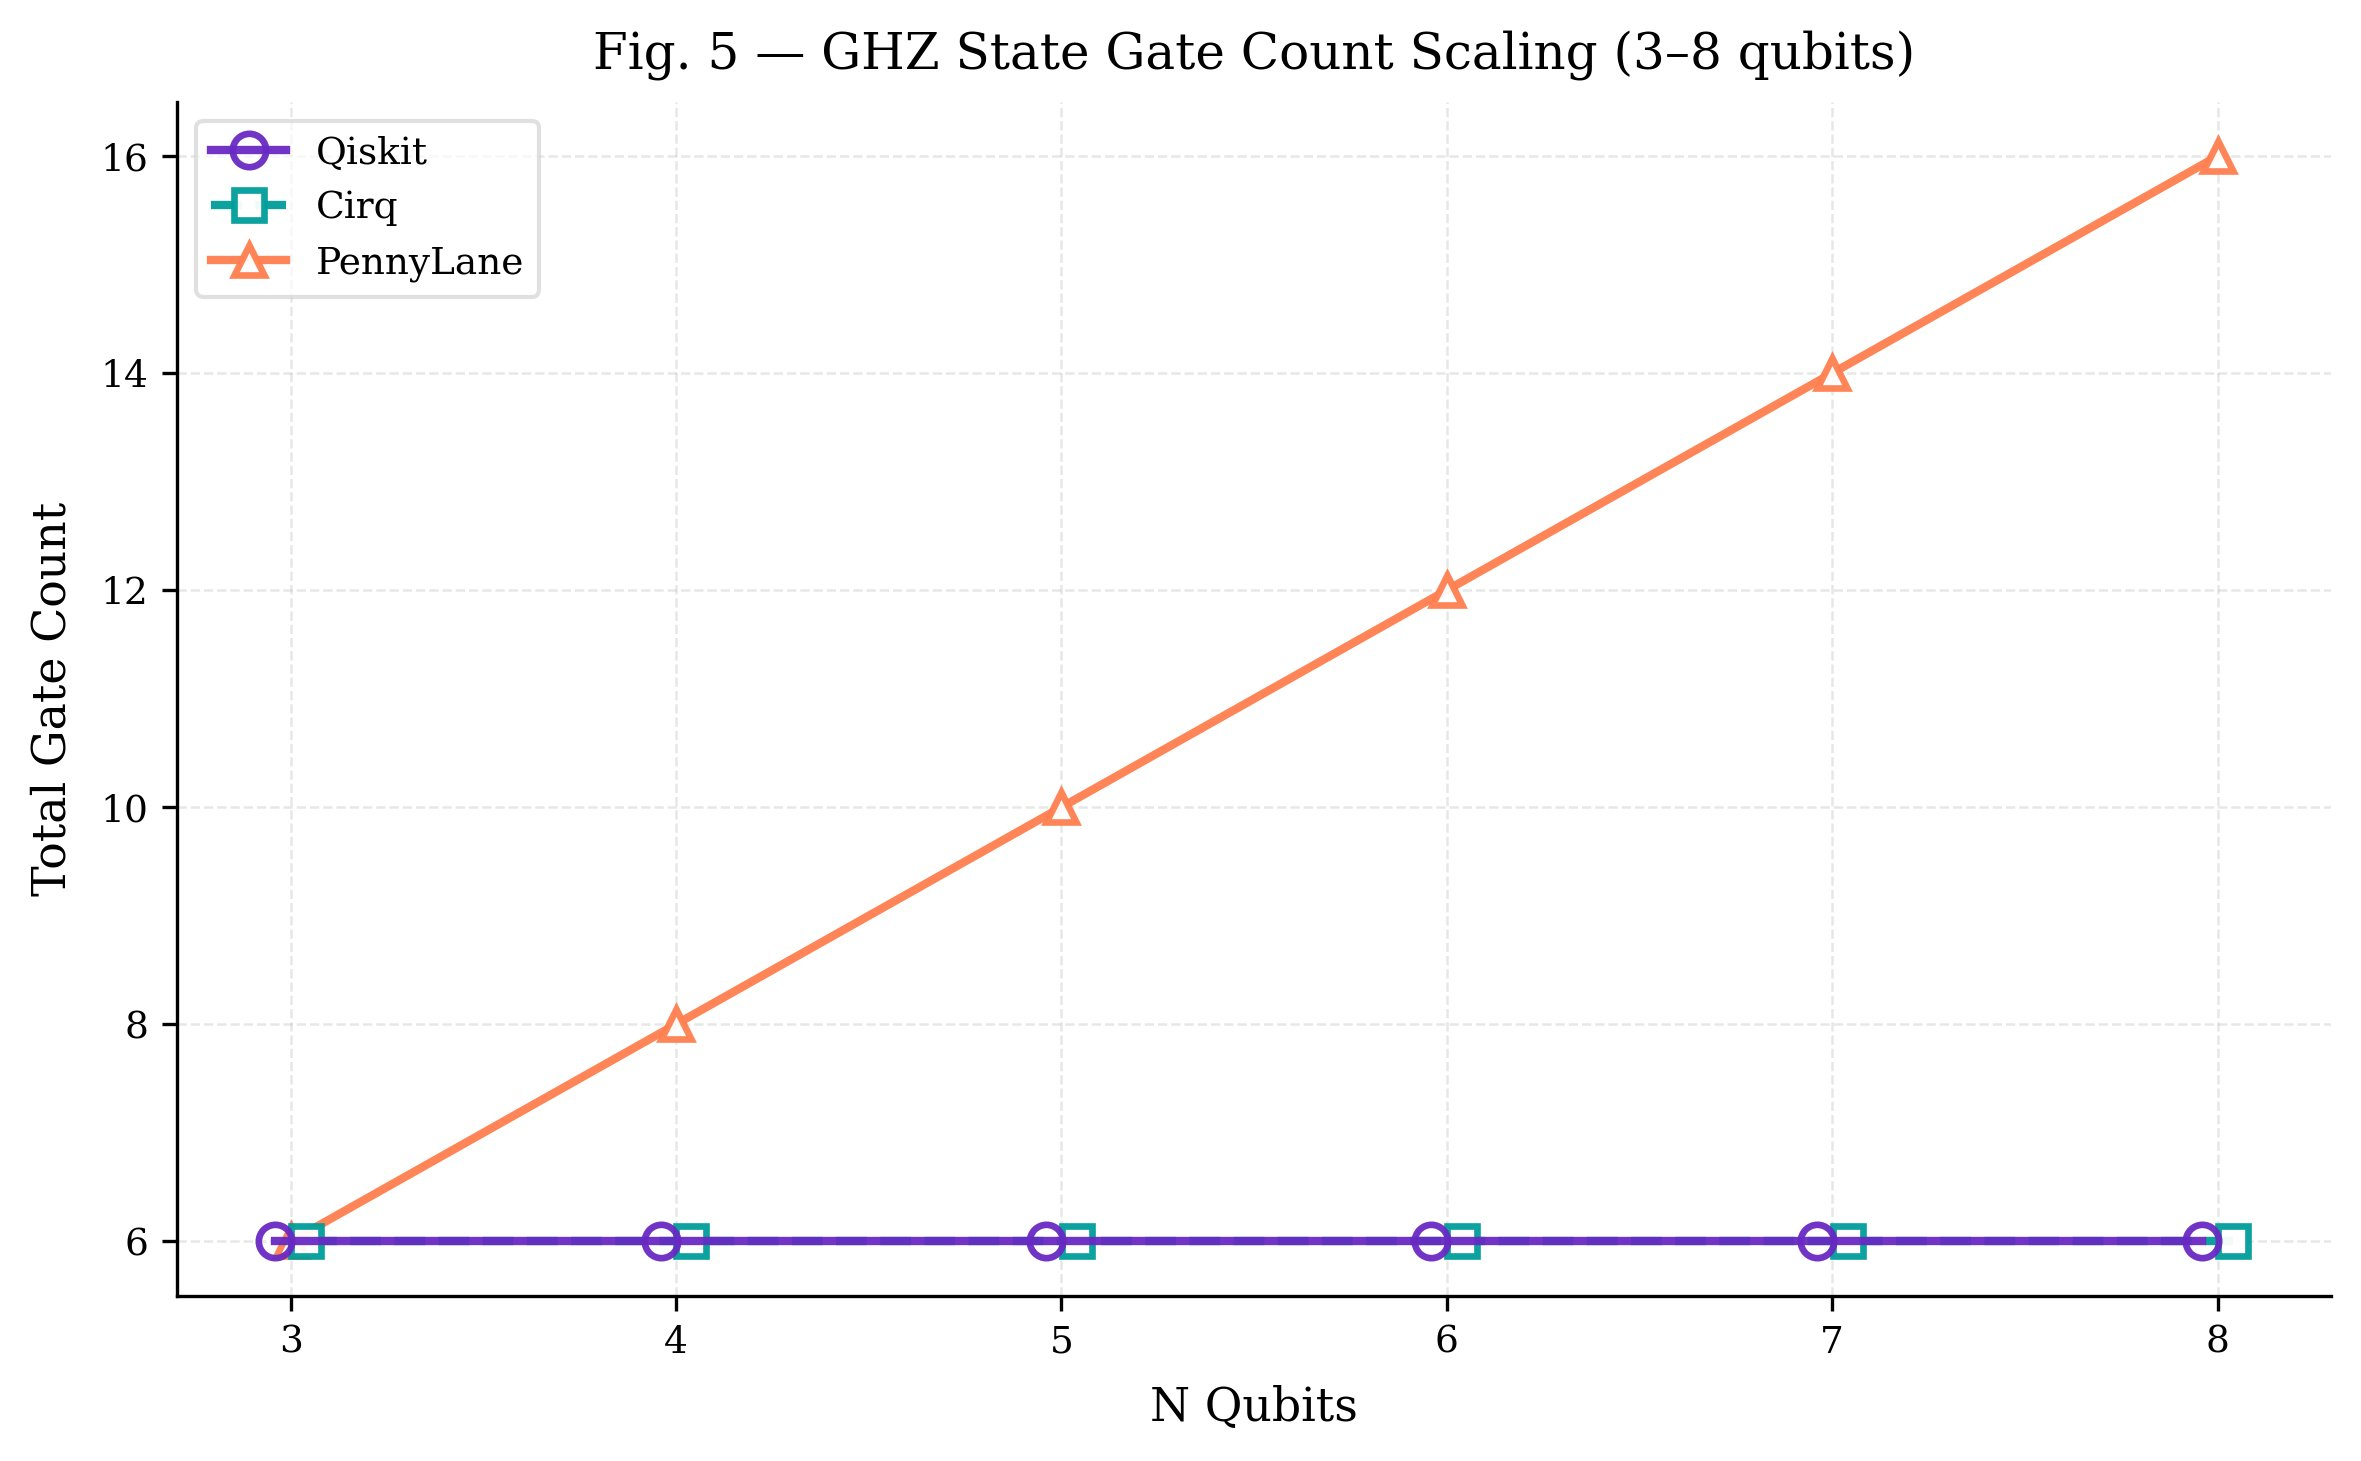 Fig. 5 — GHZ State Gate Count Scaling (3–8 qubits)
Qiskit
Cirq
PennyLane
Total Gate Count
16
14
12
10
8
6
3 4 5 6 7 8
N Qubits